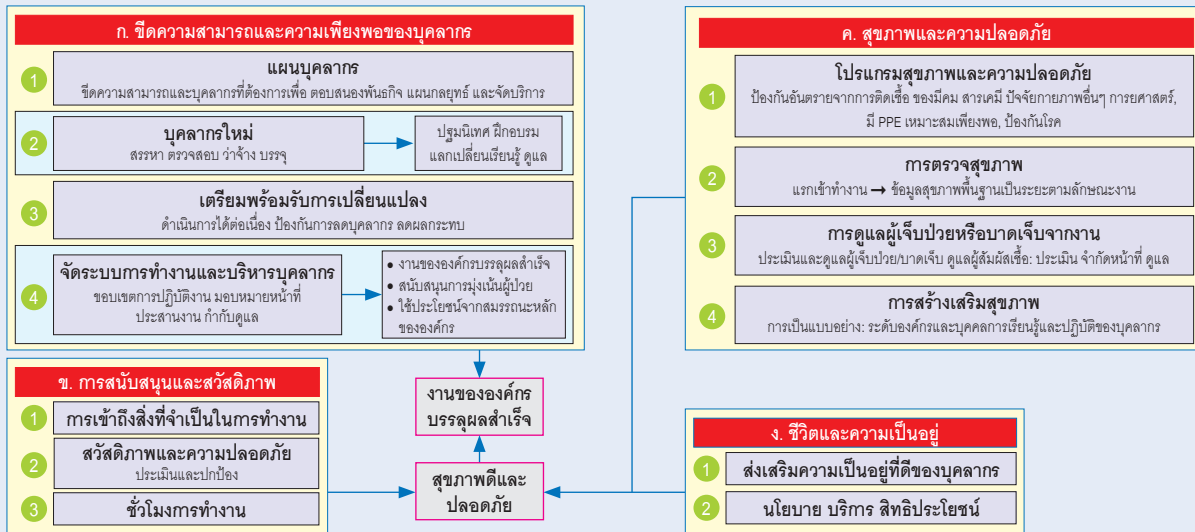 ก. ขีดความสามารถและความเพียงพอของบุคลากร
1
แผนบุคลากร
ขีดความสามารถและบุคลากรที่ต้องการเพื่อ ตอบสนองพันธกิจ แผนกลยุทธ์ และจัดบริการ
2
บุคลากรใหม่
สรรหา ตรวจสอบ ว่าจ้าง บรรจุ
ปฐมนิเทศ ฝึกอบรม
แลกเปลี่ยนเรียนรู้ ดูแล
3
เตรียมพร้อมรับการเปลี่ยนแปลง
ดำเนินการได้ต่อเนื่อง ป้องกันการลดบุคลากร ลดผลกระทบ
4
จัดระบบการทำงานและบริหารบุคลากร
ขอบเขตการปฏิบัติงาน มอบหมายหน้าที่
ประสานงาน กำกับดูแล
● งานขององค์กรบรรลุผลสำเร็จ
● สนับสนุนการมุ่งเน้นผู้ป่วย
● ใช้ประโยชน์จากสมรรถนะหลัก
ขององค์กร
ข. การสนับสนุนและสวัสดิภาพ
1
การเข้าถึงสิ่งที่จำเป็นในการทำงาน
2
สวัสดิภาพและความปลอดภัย
ประเมินและปกป้อง
3
ชั่วโมงการทำงาน
งานขององค์กร
บรรลุผลสำเร็จ
สุขภาพดีและ
ปลอดภัย
ค. สุขภาพและความปลอดภัย
1
โปรแกรมสุขภาพและความปลอดภัย
ป้องกันอันตรายจากการติดเชื้อ ของมีคม สารเคมี ปัจจัยกายภาพอื่นๆ การยศาสตร์,
มี PPE เหมาะสมเพียงพอ, ป้องกันโรค
2
การตรวจสุขภาพ
แรกเข้าทำงาน → ข้อมูลสุขภาพพื้นฐานเป็นระยะตามลักษณะงาน
3
การดูแลผู้เจ็บป่วยหรือบาดเจ็บจากงาน
ประเมินและดูแลผู้เจ็บป่วย/บาดเจ็บ ดูแลผู้สัมผัสเชื้อ: ประเมิน จำกัดหน้าที่ ดูแล
4
การสร้างเสริมสุขภาพ
การเป็นแบบอย่าง: ระดับองค์กรและบุคคลการเรียนรู้และปฏิบัติของบุคลากร
ง. ชีวิตและความเป็นอยู่
1
ส่งเสริมความเป็นอยู่ที่ดีของบุคลากร
2
นโยบาย บริการ สิทธิประโยชน์